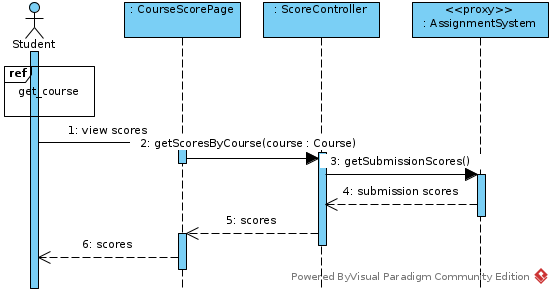 : CourseScorePage
: ScoreController
<<proxy>>
: AssignmentSystem
Student
ref
get_course
1: view scores
2: getScoresByCourse(course : Course)
3: getSubmissionScores()
4: submission scores
5: scores
6: scores
Powered ByVisual Paradigm Community Edition